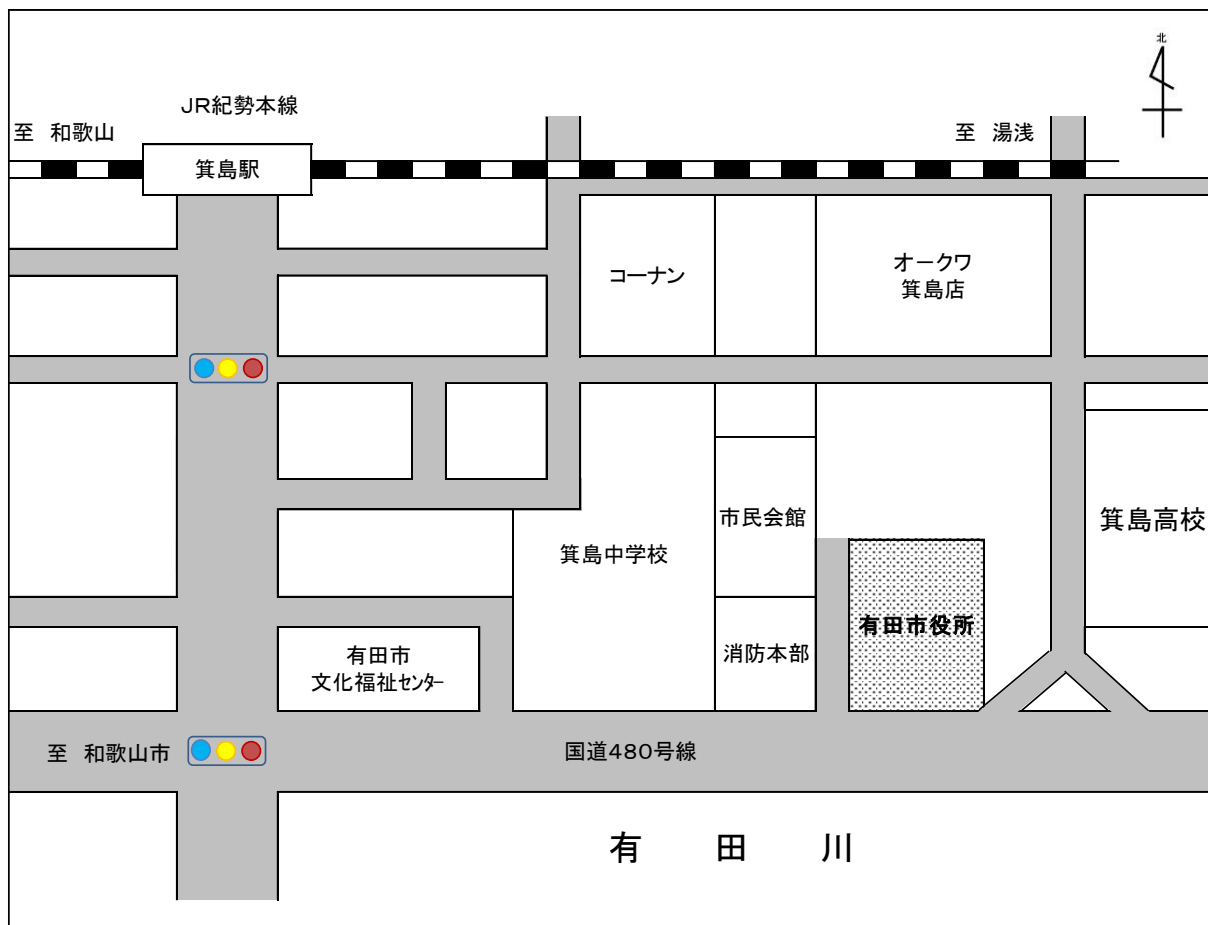 北
JR紀勢本線
至　和歌山
至　湯浅
箕島駅
コーナン
オークワ
箕島店
市民会館
箕島高校
箕島中学校
有田市役所
消防本部
有田市
文化福祉センター
至　和歌山市
国道480号線
有　田　川